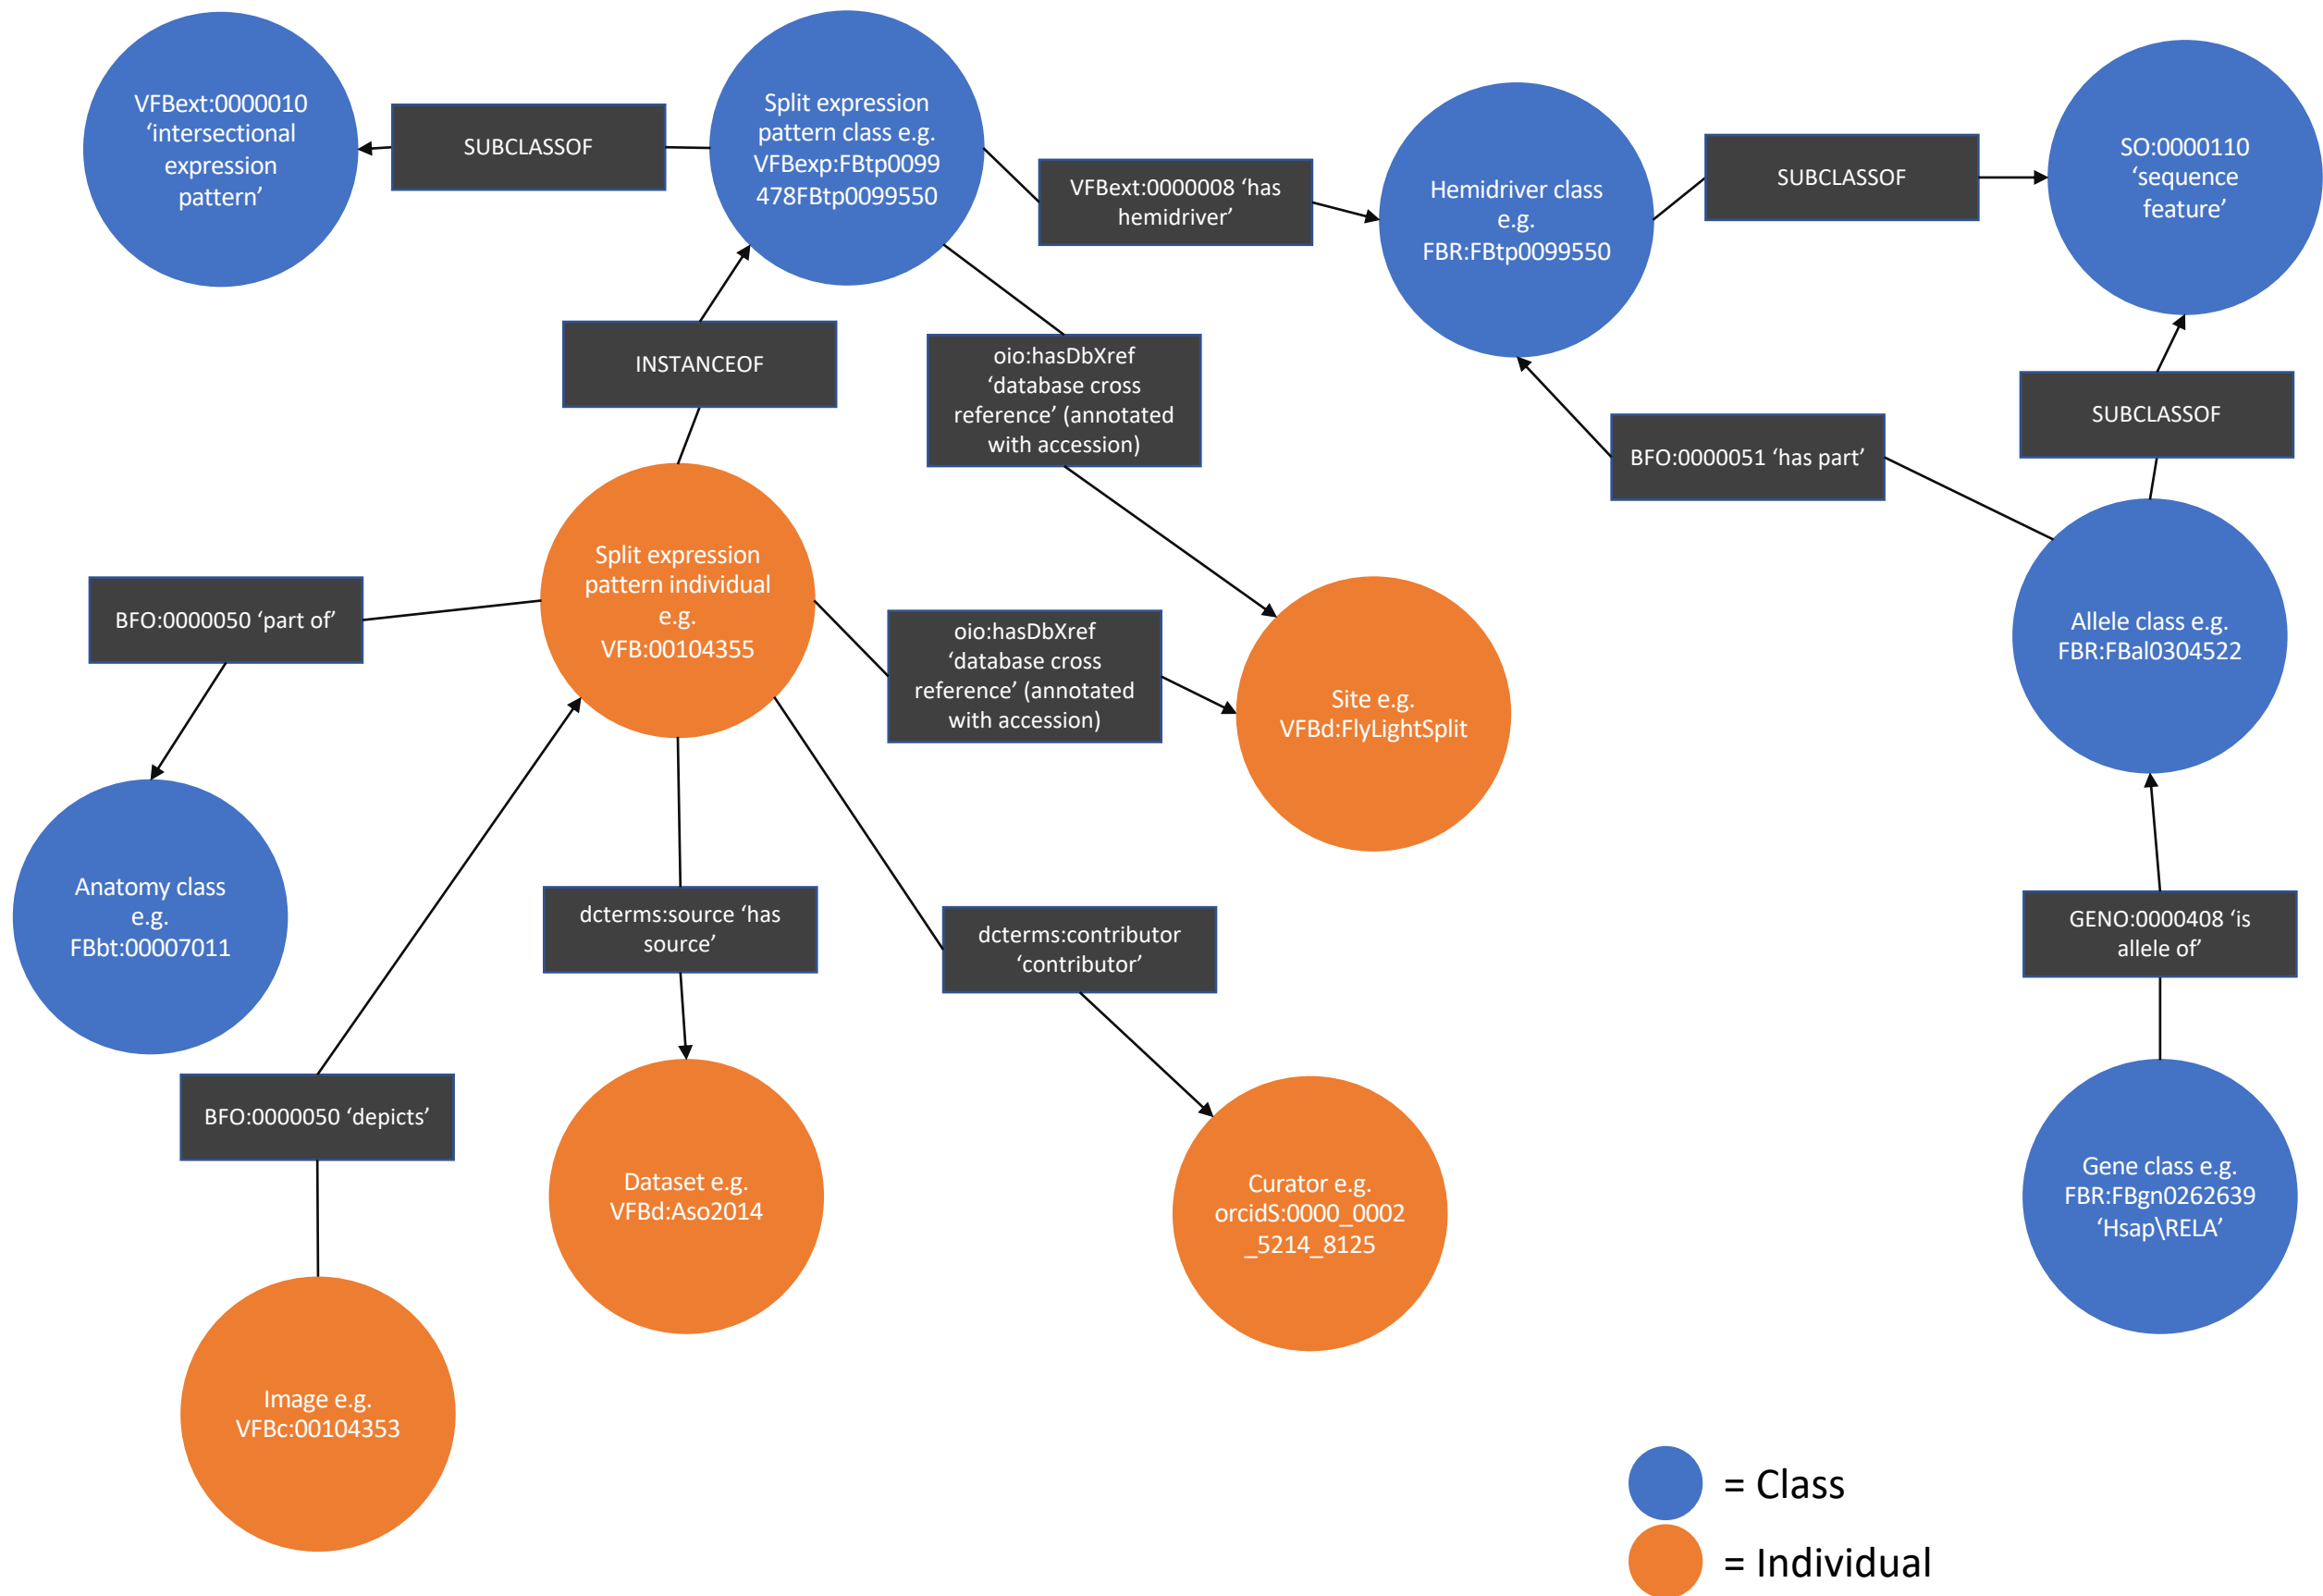 VFBext:0000010
‘intersectional
expression
pattern’
SUBCLASSOF
Split expression
pattern class e.g.
VFBexp:FBtp0099
478FBtp0099550
VFBext:0000008 ‘has
hemidriver’
Hemidriver class
e.g.
FBR:FBtp0099550
SUBCLASSOF
SO:0000110
‘sequence
feature’
INSTANCEOF
oio:hasDbXref
‘database cross
reference’ (annotated
with accession)
SUBCLASSOF
BFO:0000051 ‘has part’
Split expression
pattern individual
e.g.
VFB:00104355
BFO:0000050 ‘part of’
oio:hasDbXref
‘database cross
reference’ (annotated
with accession)
Site e.g.
VFBd:FlyLightSplit
Allele class e.g.
FBR:FBal0304522
Anatomy class
e.g.
FBbt:00007011
dcterms:source ‘has
source’
dcterms:contributor
‘contributor’
GENO:0000408 ‘is
allele of’
BFO:0000050 ‘depicts’
Dataset e.g.
VFBd:Aso2014
Curator e.g.
orcidS:0000_0002
_5214_8125
Gene class e.g.
FBR:FBgn0262639
‘Hsap\RELA’
Image e.g.
VFBc:00104353
= Class
= Individual